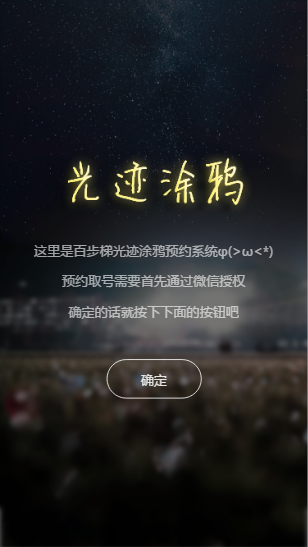 光迹涂鸦
这里是百步梯光迹涂鸦预约系统φ(>ω<*)
预约取号需要首先通过微信授权
确定的话就按下下面的按钮吧
确定